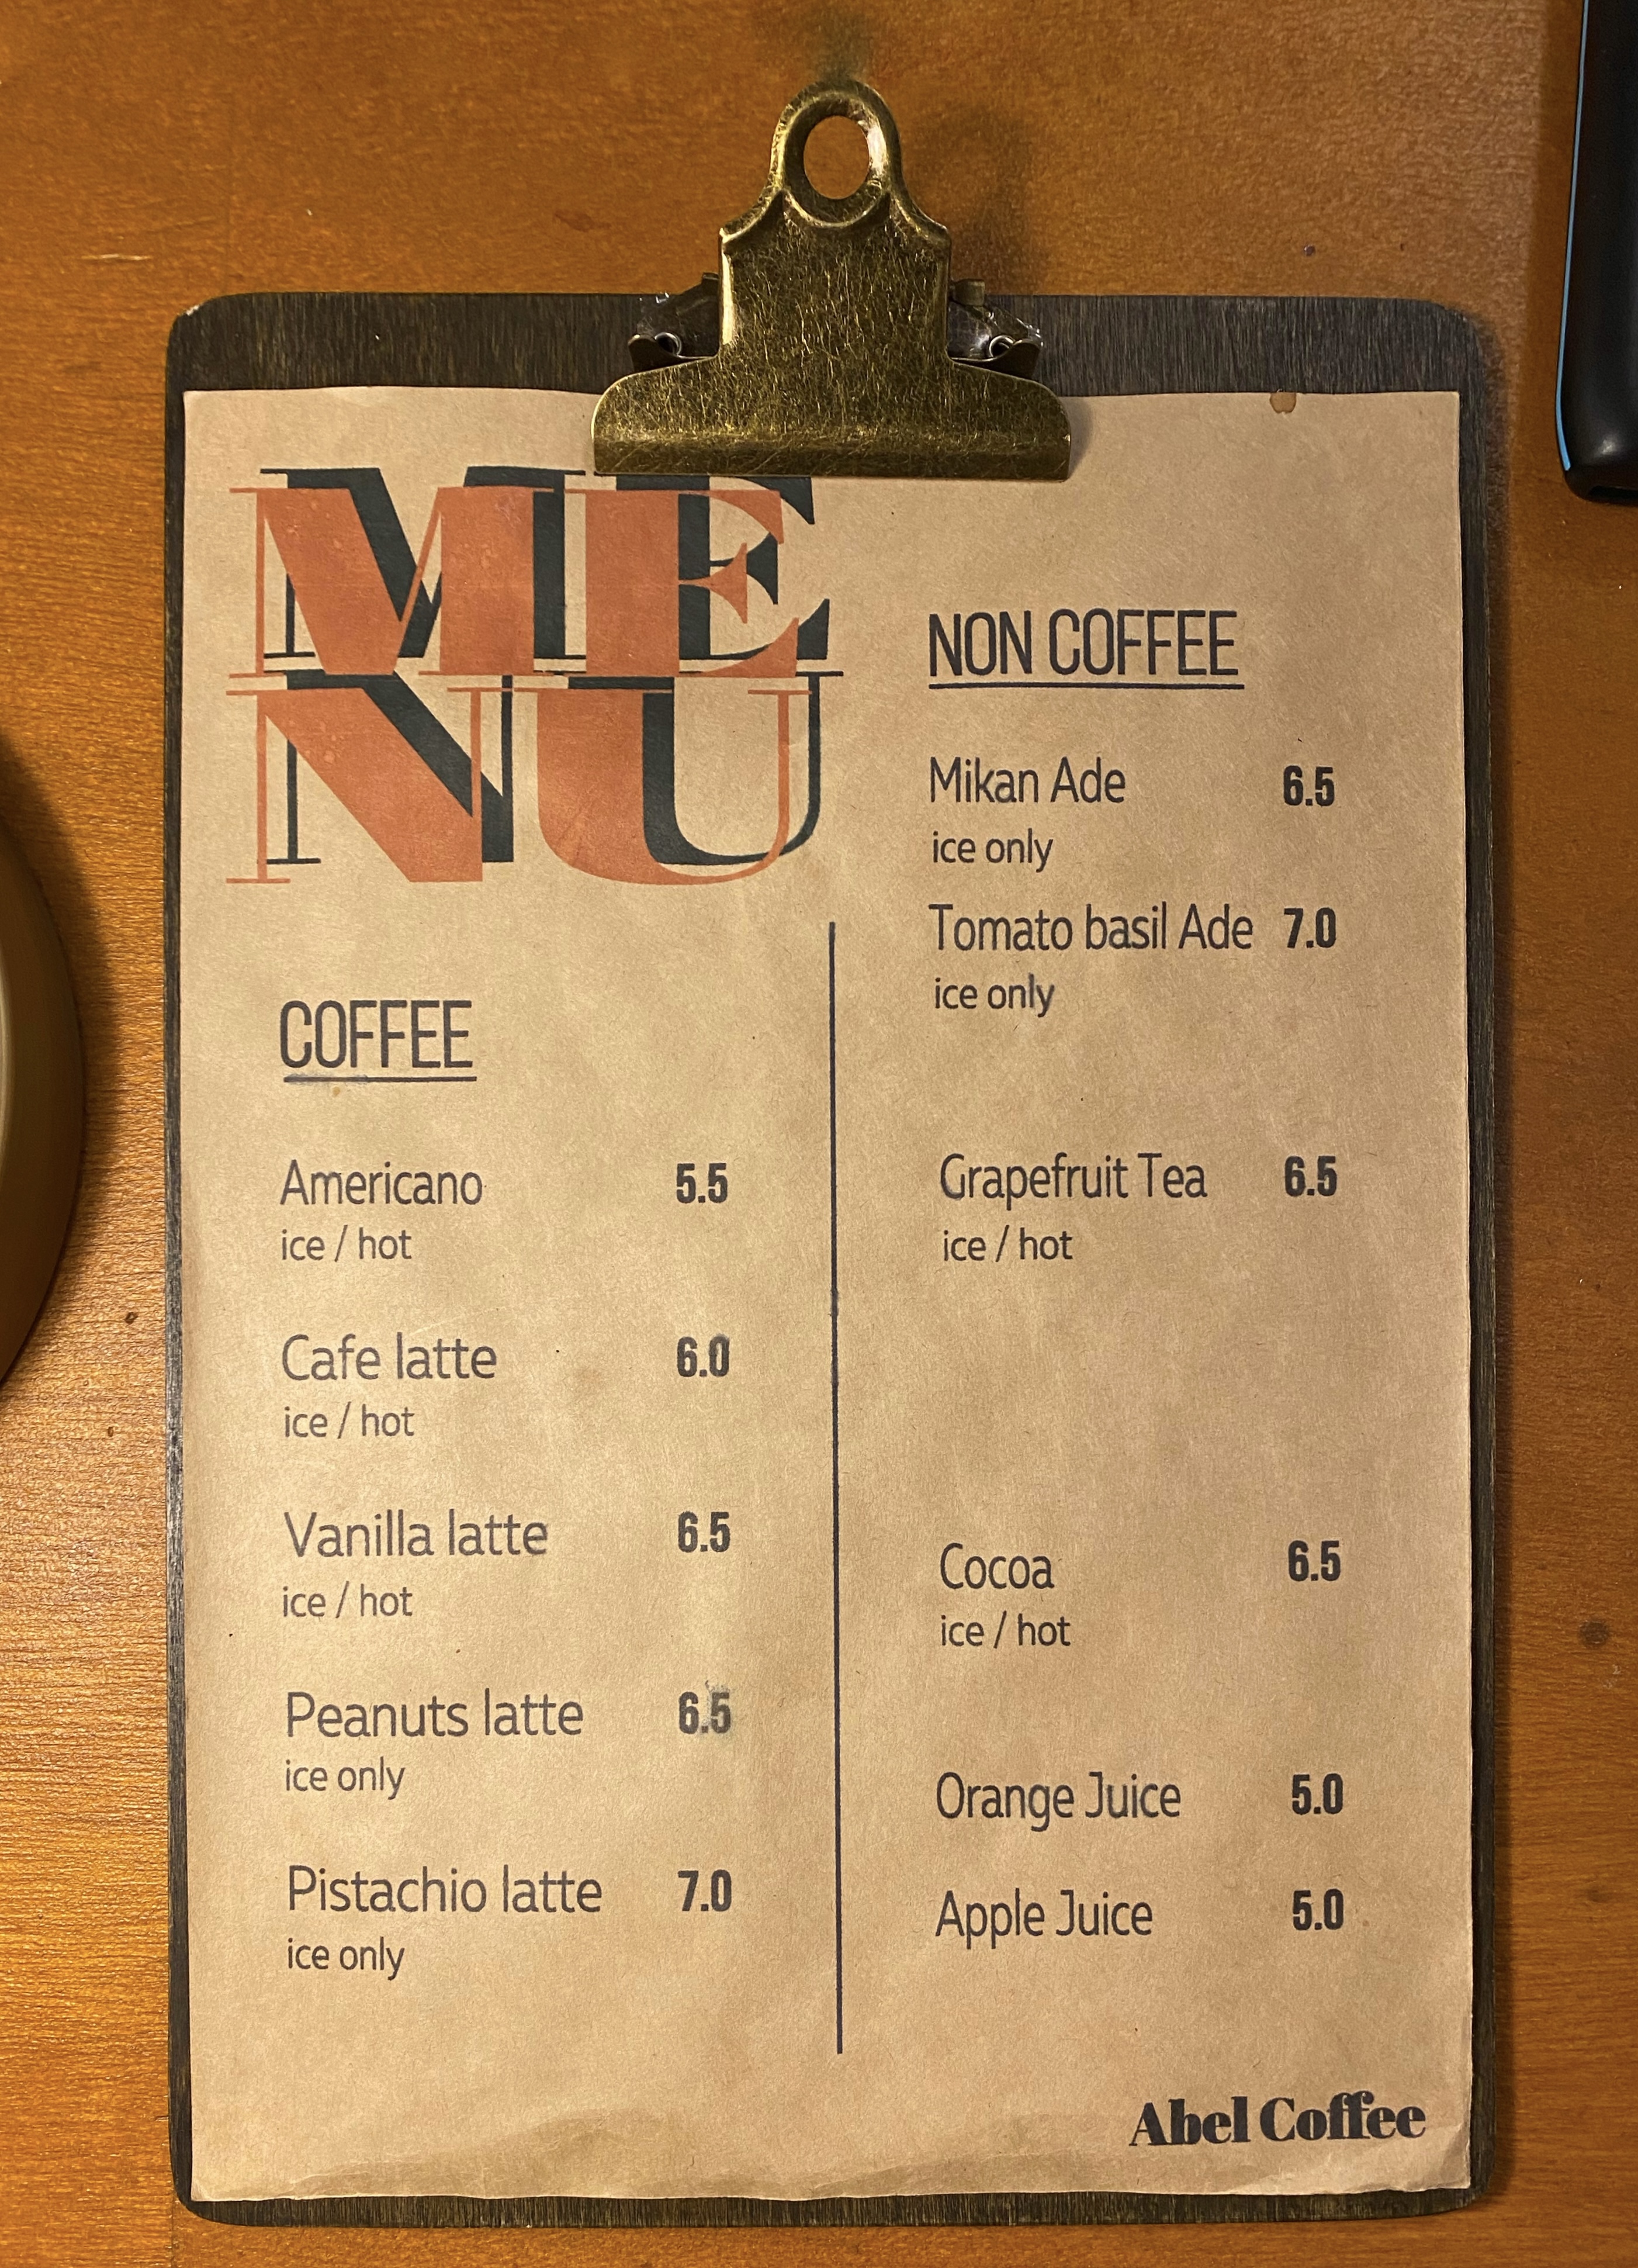 MENU
COFFEE
Americano 5.5
ice / hot
Cafe latte 6.0
ice / hot
Vanilla latte 6.5
ice / hot
Peanuts latte 6.5
ice only
Pistachio latte 7.0
ice only
NON COFFEE
Mikan Ade 6.5
ice only
Tomato basil Ade 7.0
ice only
Grapefruit Tea 6.5
ice / hot
Cocoa 6.5
ice / hot
Orange Juice 5.0
Apple Juice 5.0
Abel Coffee